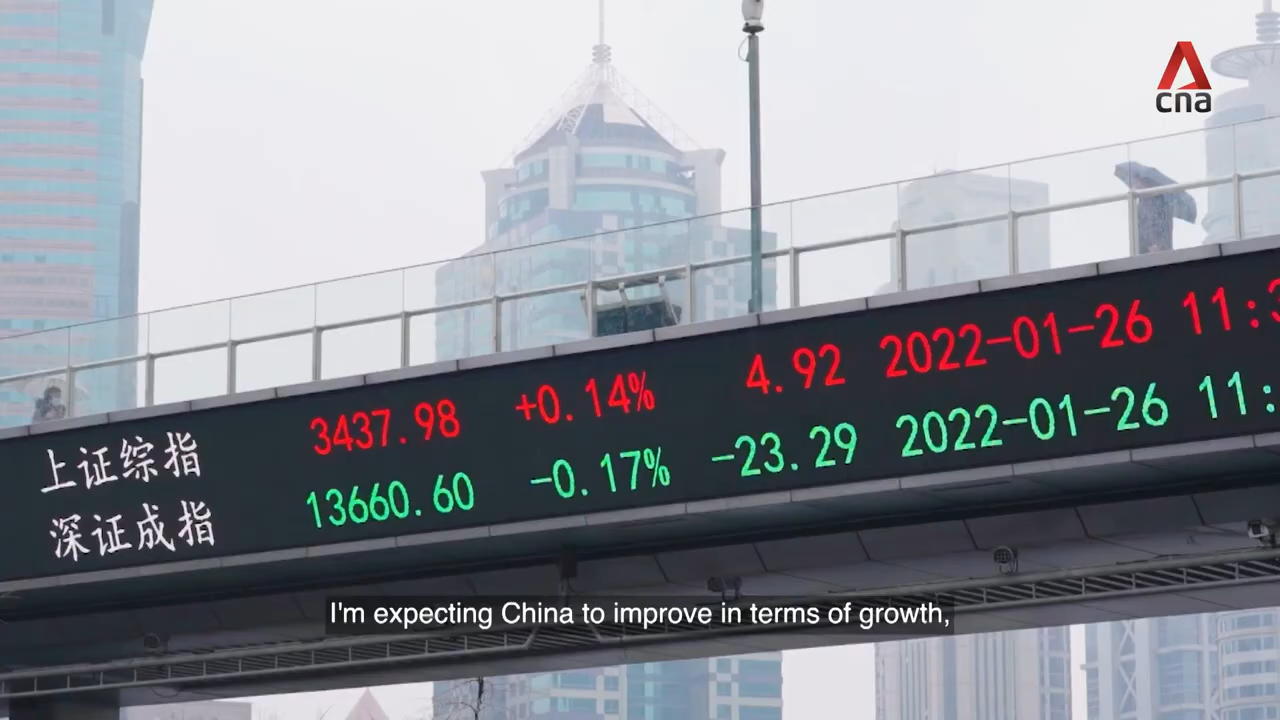 cna
上证综指 3437.98 +0.14% 4.92 2022-01-26 11:3
深证成指 13660.60 -0.17% -23.29 2022-01-26 11:
I'm expecting China to improve in terms of growth,